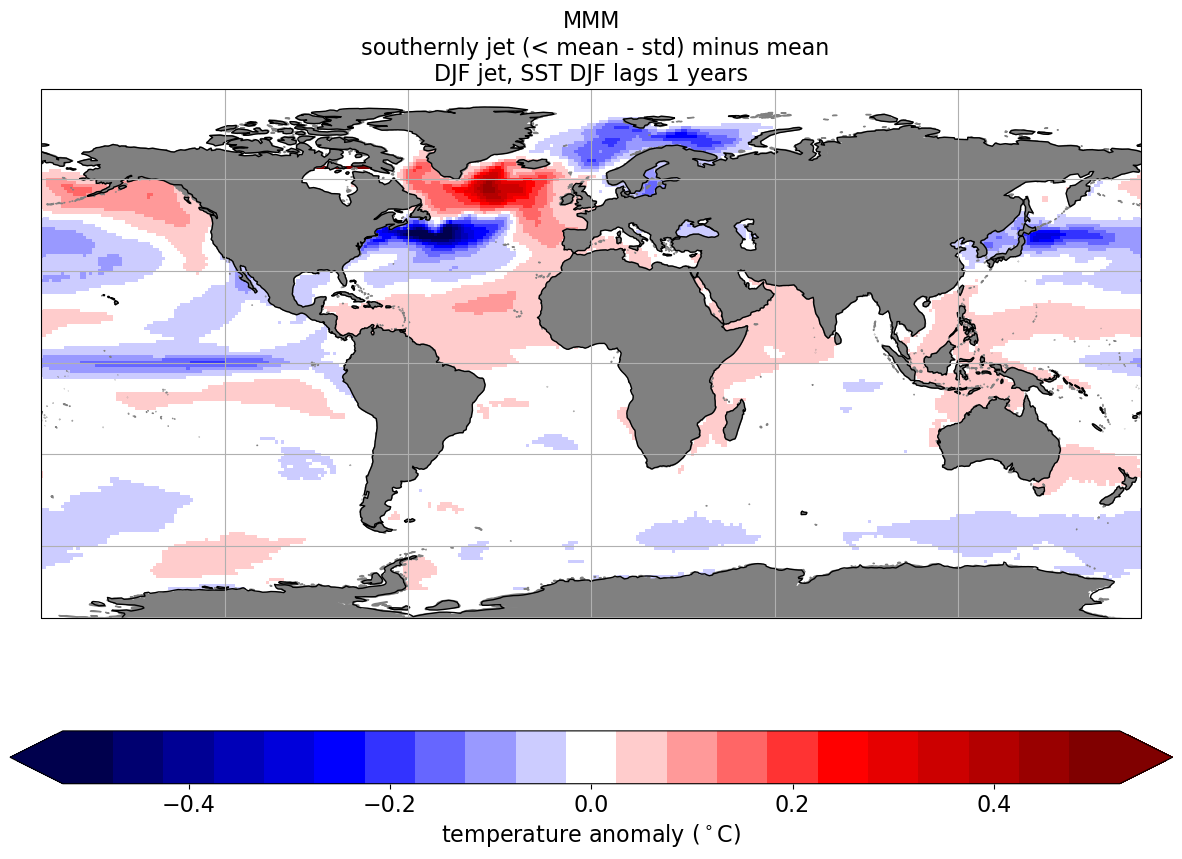 MMM
southernly jet (< mean - std) minus mean
DJF jet, SST DJF lags 1 years
−0.4 −0.2 0.0 0.2 0.4
temperature anomaly (°C)